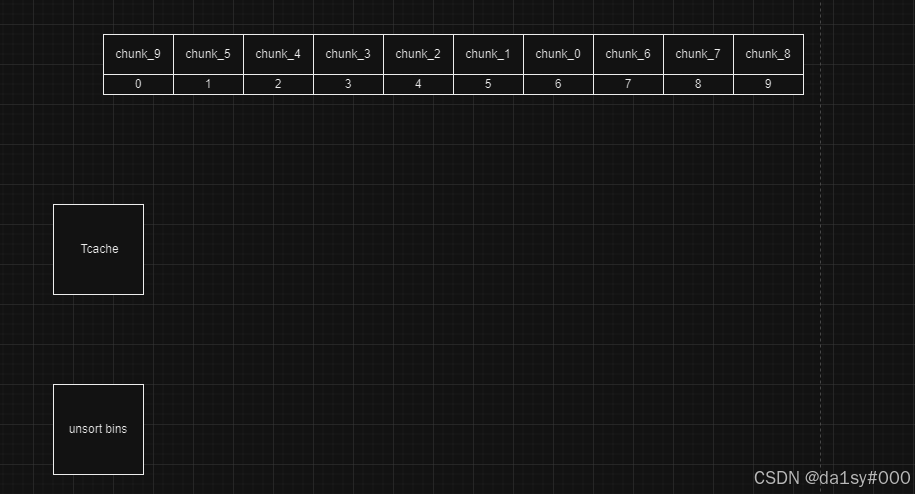 chunk_9 chunk_5 chunk_4 chunk_3 chunk_2 chunk_1 chunk_0 chunk_6 chunk_7 chunk_8
0 1 2 3 4 5 6 7 8 9
Tcache
unsort bins
CSDN @da1sy#000